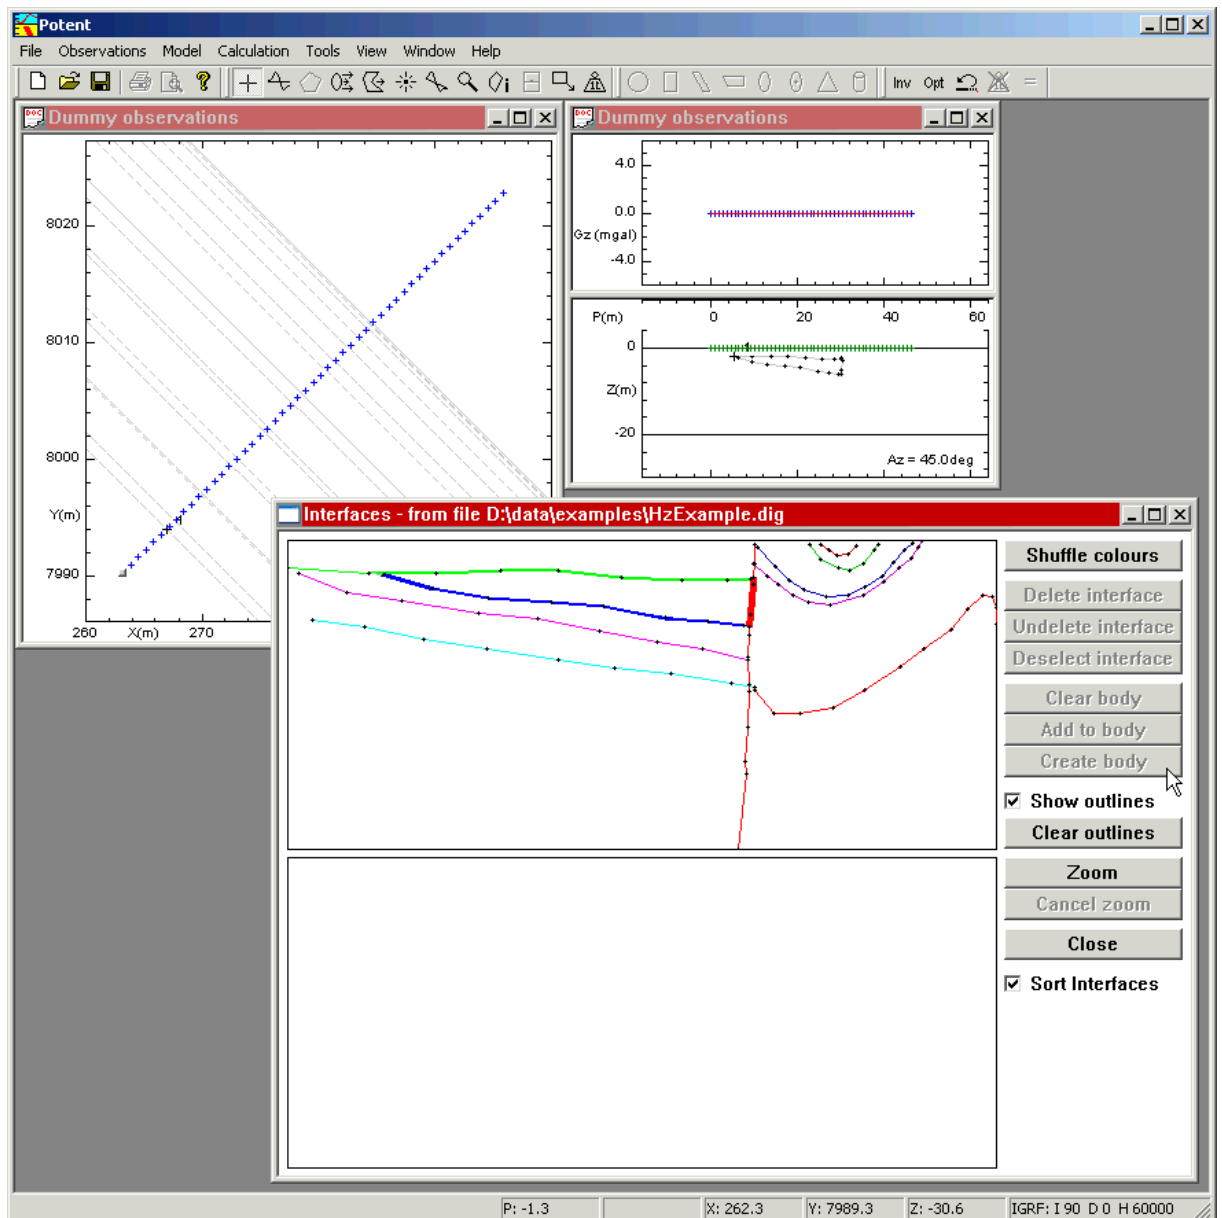 Potent
File Observations Model Calculation Tools View Window Help
Inv Opt
Dummy observations
8020
8010
8000
Y(m)
7990
260 X(m) 270
Dummy observations
4.0
0.0
Gz (mgal)
-4.0
P(m) 0 20 40 60
0
Z(m)
-20
Az = 45.0deg
Interfaces - from file D:\data\examples\HzExample.dig
Shuffle colours
Delete interface
Undelete interface
Deselect interface
Clear body
Add to body
Create body
Show outlines
Clear outlines
Zoom
Cancel zoom
Close
Sort Interfaces
P: -1.3 X: 262.3 Y: 7989.3 Z: -30.6 IGRF: I 90 D 0 H 60000